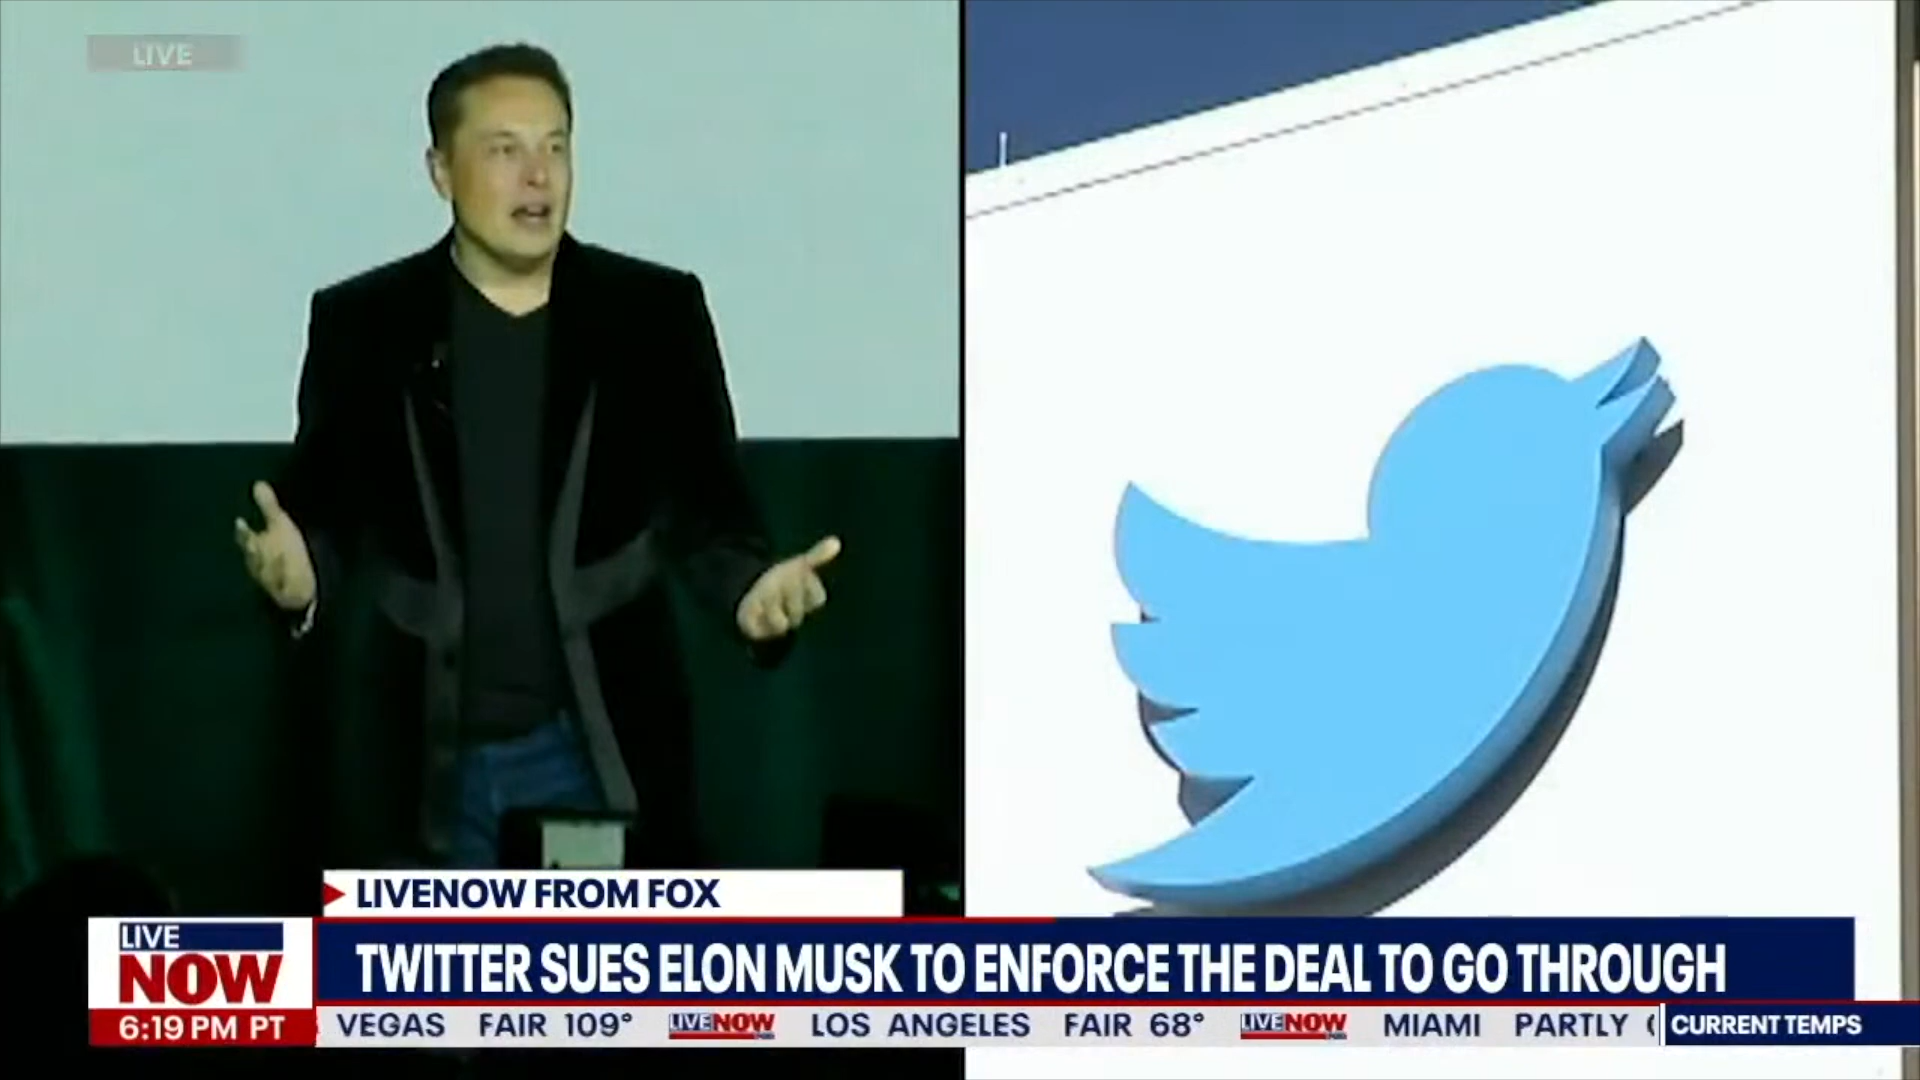 LIVE
LIVENOW FROM FOX
LIVE
NOW
TWITTER SUES ELON MUSK TO ENFORCE THE DEAL TO GO THROUGH
6:19 PM PT
VEGAS FAIR 109° LIVENOW LOS ANGELES FAIR 68° LIVENOW MIAMI PARTLY
CURRENT TEMPS